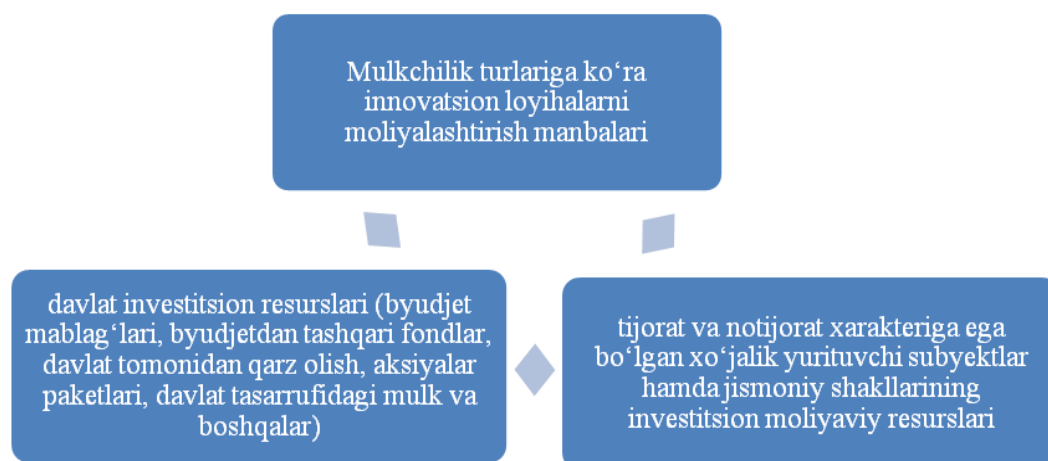 Mulkchilik turlariga ko‘ra
innovatsion loyihalarni
moliyalashtirish manbalari
davlat investitsion resurslari (byudjet
mablag‘lari, byudjetdan tashqari fondlar,
davlat tomonidan qarz olish, aksiyalar
paketlari, davlat tasarrufidagi mulk va
boshqalar)
tijorat va notijorat xarakteriga ega
bo‘lgan xo‘jalik yurituvchi subyektlar
hamda jismoniy shakllarining
investitsion moliyaviy resurslari